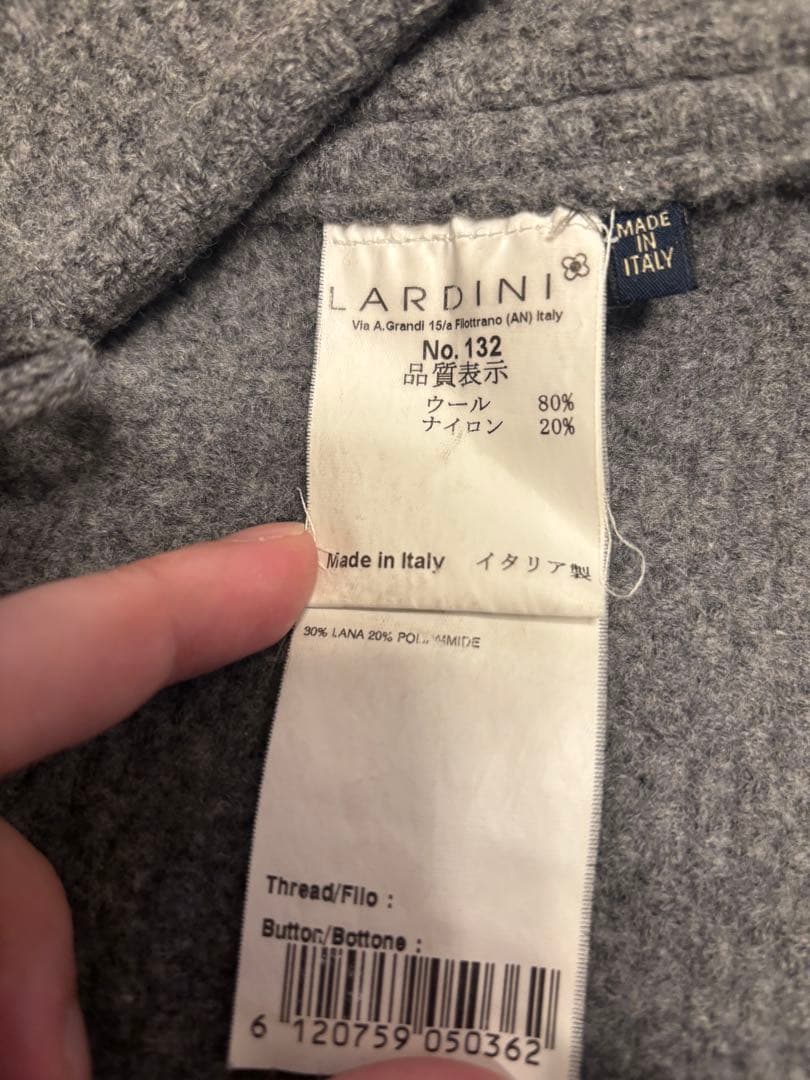 LARDINI
MADE
IN
ITALY
Via A.Grandi 15/a Filottrano (AN) Italy
No.132
品質表示
ウール 80%
ナイロン 20%
Made in Italy イタリア製
LANA 20%
Thread/Filo :
Button/Bottone :
6 120759 050362